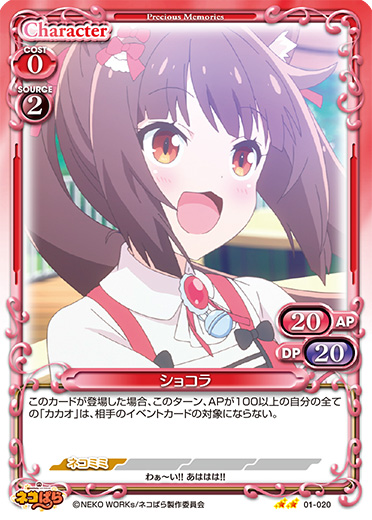 Precious Memories
Character
COST
0
SOURCE
2
20 AP
DP 20
ショコラ
このカードが登場した場合、このターン、APが100以上の自分の全て
の「カカオ」は、相手のイベントカードの対象にならない。
ネコミミ
わぁ~い!! あははは!!
ネコぱら
©NEKO WORKs/ネコぱら製作委員会
01-020